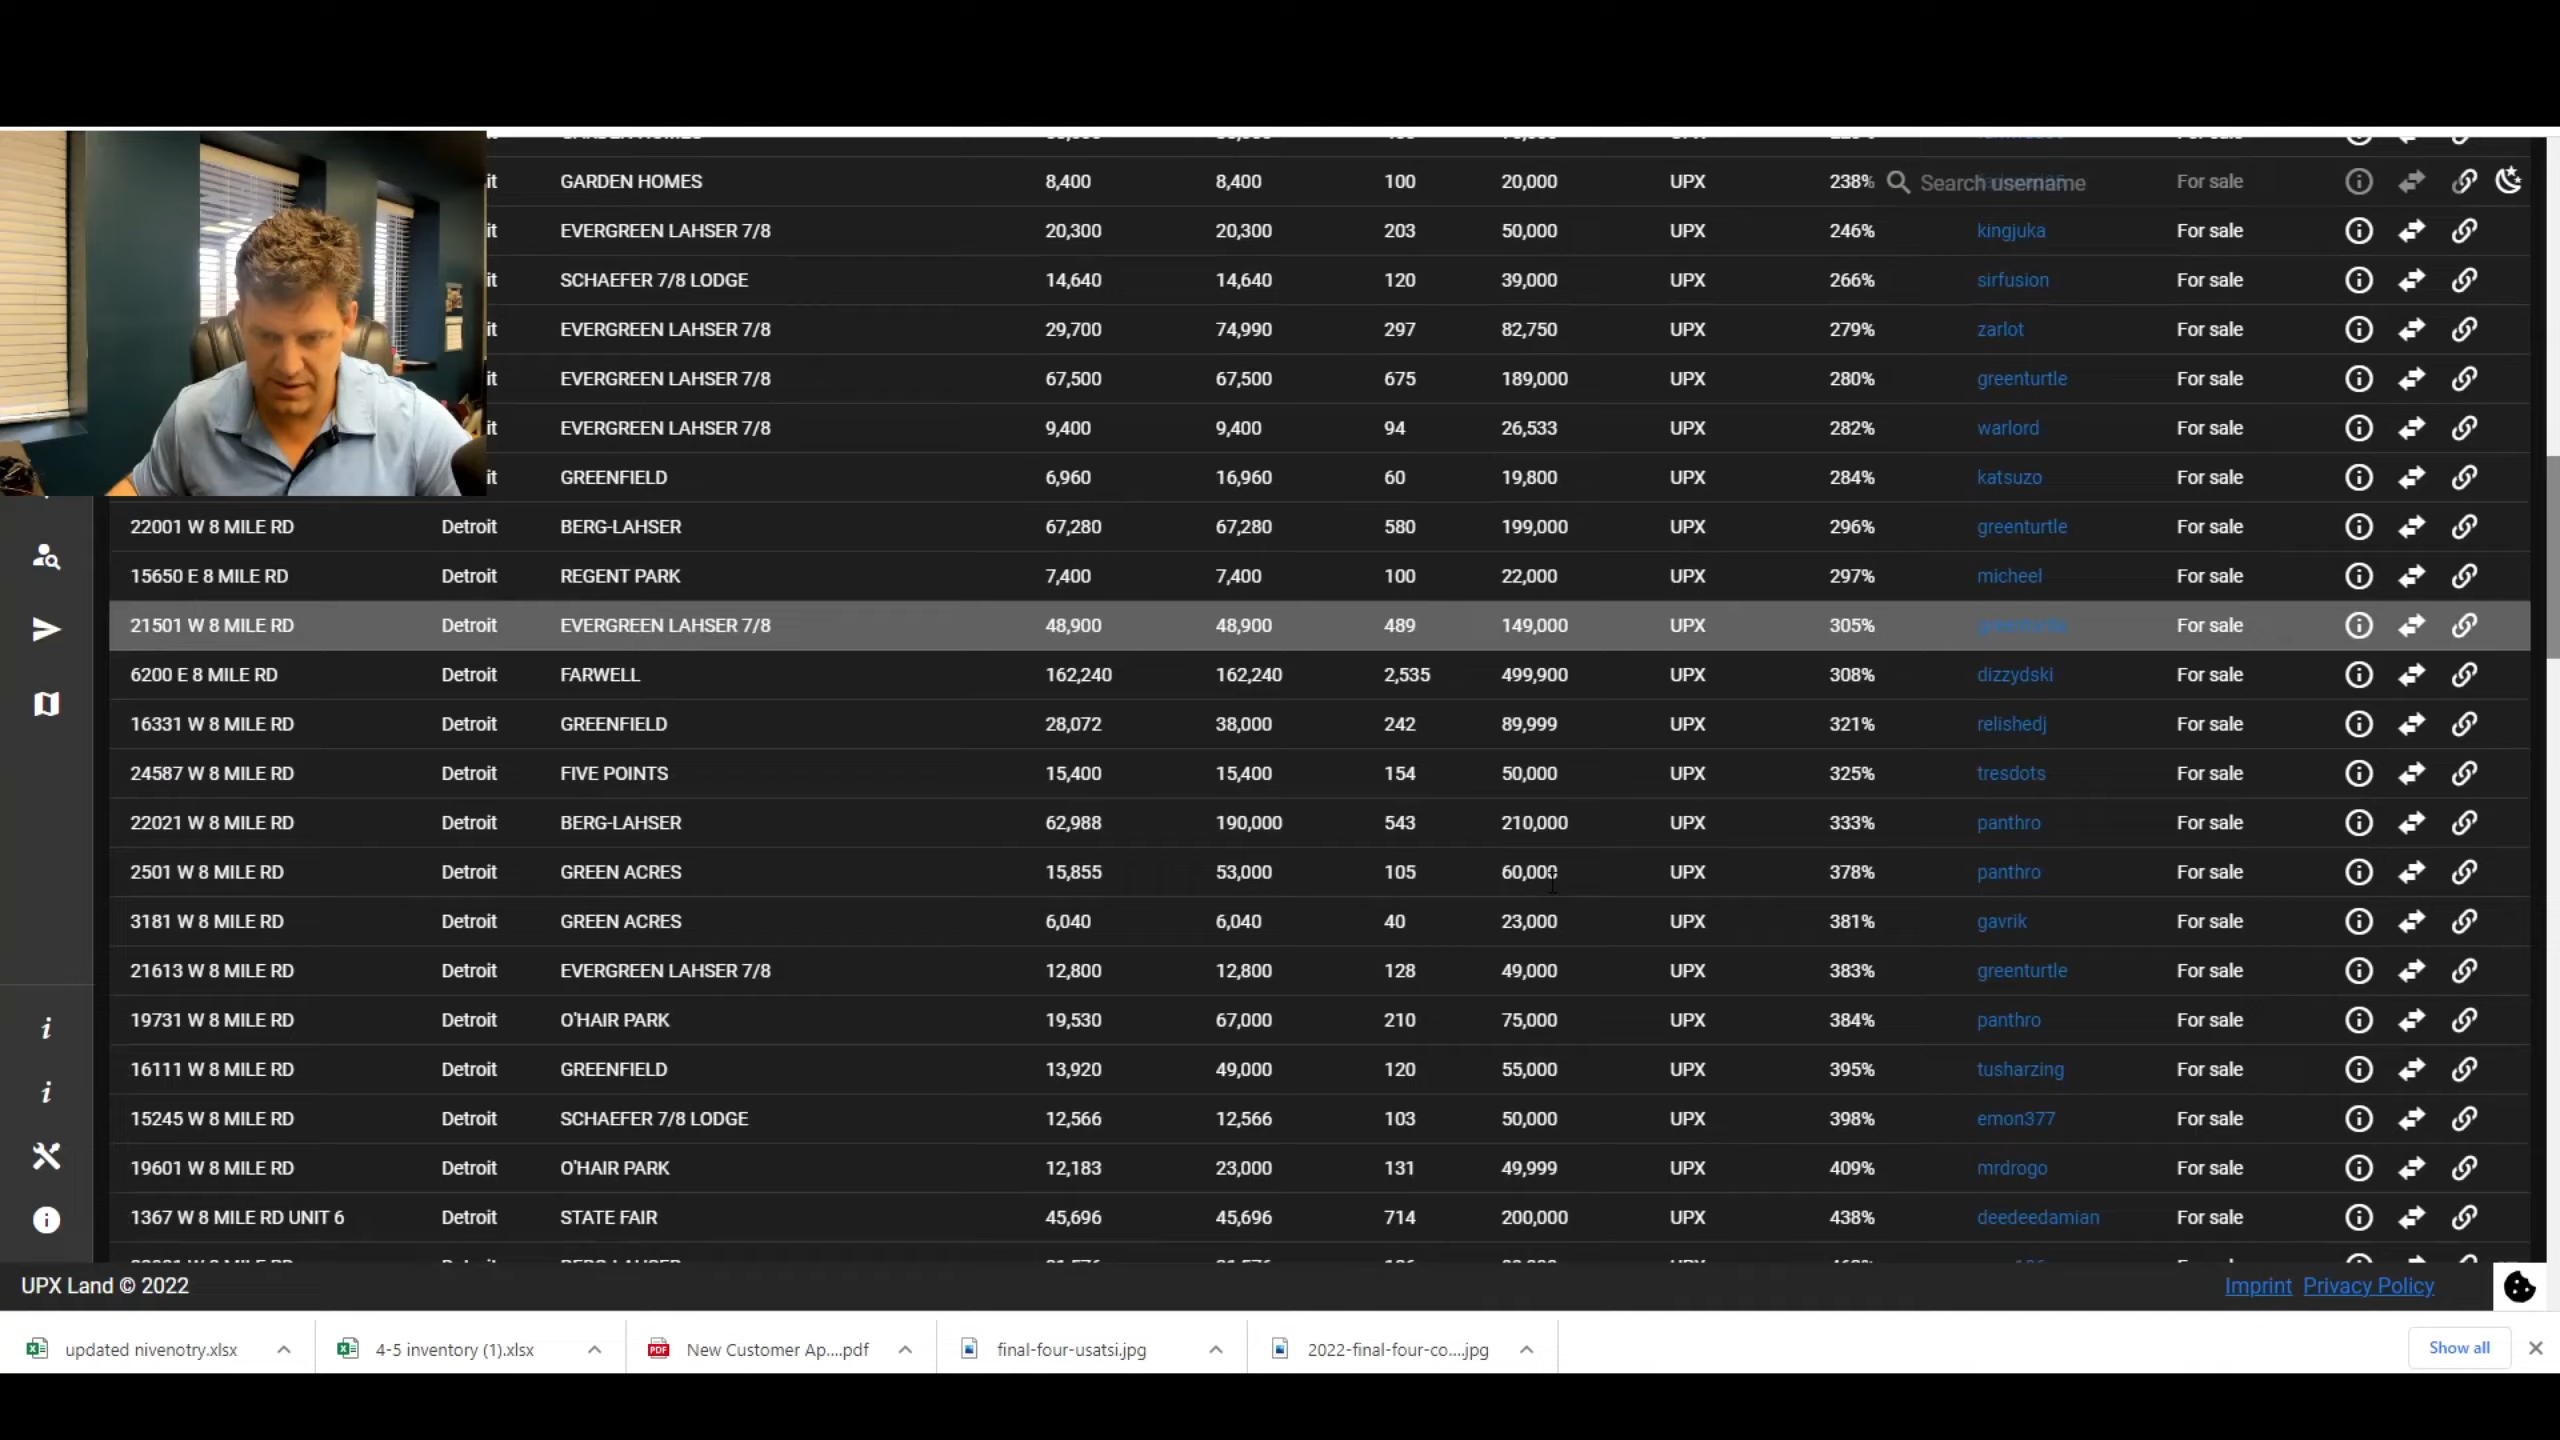 it GARDEN HOMES 8,400 8,400 100 20,000 UPX 238% Search username For sale
it EVERGREEN LAHSER 7/8 20,300 20,300 203 50,000 UPX 246% kingjuka For sale
it SCHAEFER 7/8 LODGE 14,640 14,640 120 39,000 UPX 266% sirfusion For sale
it EVERGREEN LAHSER 7/8 29,700 74,990 297 82,750 UPX 279% zarlot For sale
it EVERGREEN LAHSER 7/8 67,500 67,500 675 189,000 UPX 280% greenturtle For sale
it EVERGREEN LAHSER 7/8 9,400 9,400 94 26,533 UPX 282% warlord For sale
it GREENFIELD 6,960 16,960 60 19,800 UPX 284% katsuzo For sale
22001 W 8 MILE RD Detroit BERG-LAHSER 67,280 67,280 580 199,000 UPX 296% greenturtle For sale
15650 E 8 MILE RD Detroit REGENT PARK 7,400 7,400 100 22,000 UPX 297% micheel For sale
21501 W 8 MILE RD Detroit EVERGREEN LAHSER 7/8 48,900 48,900 489 149,000 UPX 305% greenturtle For sale
6200 E 8 MILE RD Detroit FARWELL 162,240 162,240 2,535 499,900 UPX 308% dizzydski For sale
16331 W 8 MILE RD Detroit GREENFIELD 28,072 38,000 242 89,999 UPX 321% relishedj For sale
24587 W 8 MILE RD Detroit FIVE POINTS 15,400 15,400 154 50,000 UPX 325% tresdots For sale
22021 W 8 MILE RD Detroit BERG-LAHSER 62,988 190,000 543 210,000 UPX 333% panthro For sale
2501 W 8 MILE RD Detroit GREEN ACRES 15,855 53,000 105 60,000 UPX 378% panthro For sale
3181 W 8 MILE RD Detroit GREEN ACRES 6,040 6,040 40 23,000 UPX 381% gavrik For sale
21613 W 8 MILE RD Detroit EVERGREEN LAHSER 7/8 12,800 12,800 128 49,000 UPX 383% greenturtle For sale
19731 W 8 MILE RD Detroit O'HAIR PARK 19,530 67,000 210 75,000 UPX 384% panthro For sale
16111 W 8 MILE RD Detroit GREENFIELD 13,920 49,000 120 55,000 UPX 395% tusharzing For sale
15245 W 8 MILE RD Detroit SCHAEFER 7/8 LODGE 12,566 12,566 103 50,000 UPX 398% emon377 For sale
19601 W 8 MILE RD Detroit O'HAIR PARK 12,183 23,000 131 49,999 UPX 409% mrdrogo For sale
1367 W 8 MILE RD UNIT 6 Detroit STATE FAIR 45,696 45,696 714 200,000 UPX 438% deedeedamian For sale
UPX Land © 2022 Imprint Privacy Policy
updated nivenotry.xlsx 4-5 inventory (1).xlsx PDF New Customer Ap....pdf final-four-usatsi.jpg 2022-final-four-co....jpg Show all